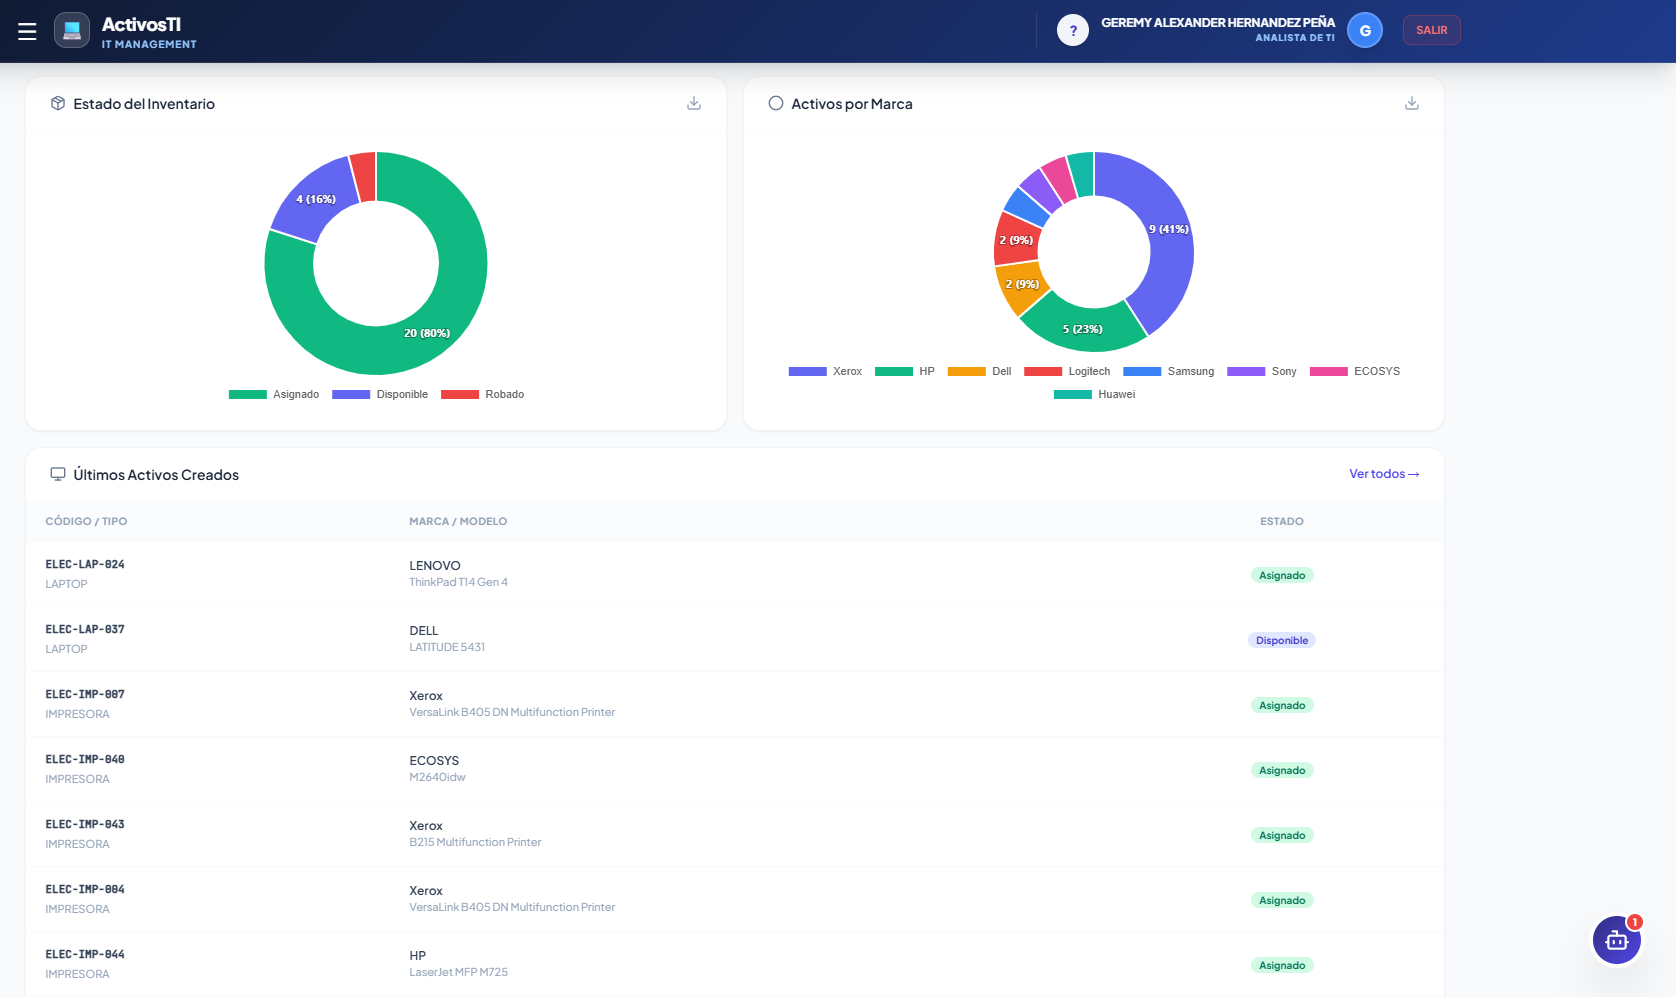 ActivosTI
IT MANAGEMENT
?
GEREMY ALEXANDER HERNANDEZ PEÑA
ANALISTA DE TI
G
SALIR
Estado del Inventario
4 (16%)
20 (80%)
Asignado
Disponible
Robado
Activos por Marca
9 (41%)
2 (9%)
2 (9%)
5 (23%)
Xerox
HP
Dell
Logitech
Samsung
Sony
ECOSYS
Huawei
Últimos Activos Creados
Ver todos→
CÓDIGO / TIPO
MARCA / MODELO
ESTADO
ELEC-LAP-024
LAPTOP
LENOVO
ThinkPad T14 Gen 4
Asignado
ELEC-LAP-037
LAPTOP
DELL
LATITUDE 5431
Disponible
ELEC-IMP-007
IMPRESORA
Xerox
VersaLink B405 DN Multifunction Printer
Asignado
ELEC-IMP-040
IMPRESORA
ECOSYS
M2640idw
Asignado
ELEC-IMP-043
IMPRESORA
Xerox
B215 Multifunction Printer
Asignado
ELEC-IMP-004
IMPRESORA
Xerox
VersaLink B405 DN Multifunction Printer
Asignado
ELEC-IMP-044
IMPRESORA
HP
LaserJet MFP M725
Asignado
1